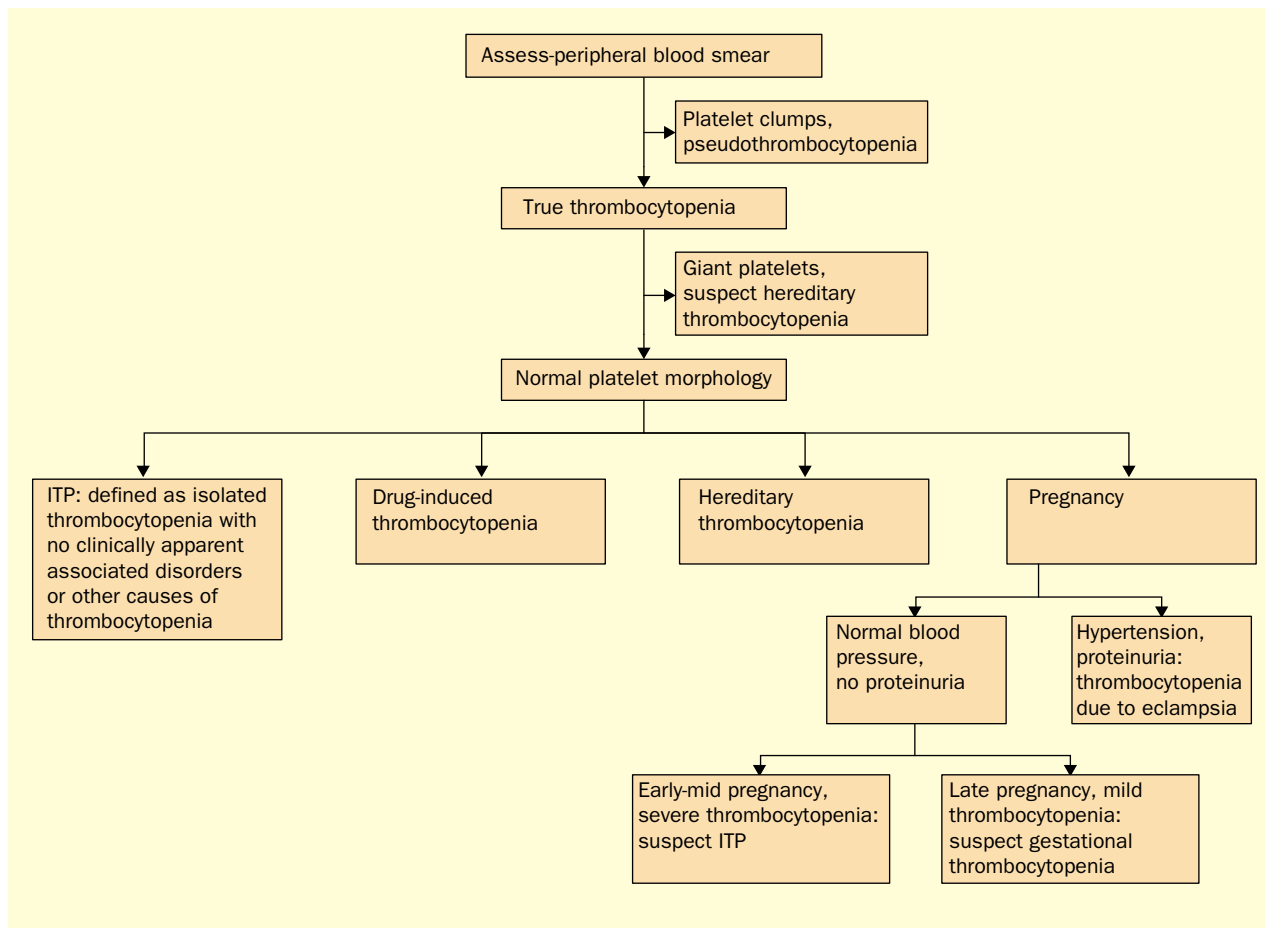 Assess-peripheral blood smear
Platelet clumps,
pseudothrombocytopenia
True thrombocytopenia
Giant platelets,
suspect hereditary
thrombocytopenia
Normal platelet morphology
ITP: defined as isolated
thrombocytopenia with
no clinically apparent
associated disorders
or other causes of
thrombocytopenia
Drug-induced
thrombocytopenia
Hereditary
thrombocytopenia
Pregnancy
Normal blood
pressure,
no proteinuria
Hypertension,
proteinuria:
thrombocytopenia
due to eclampsia
Early-mid pregnancy,
severe thrombocytopenia:
suspect ITP
Late pregnancy, mild
thrombocytopenia:
suspect gestational
thrombocytopenia